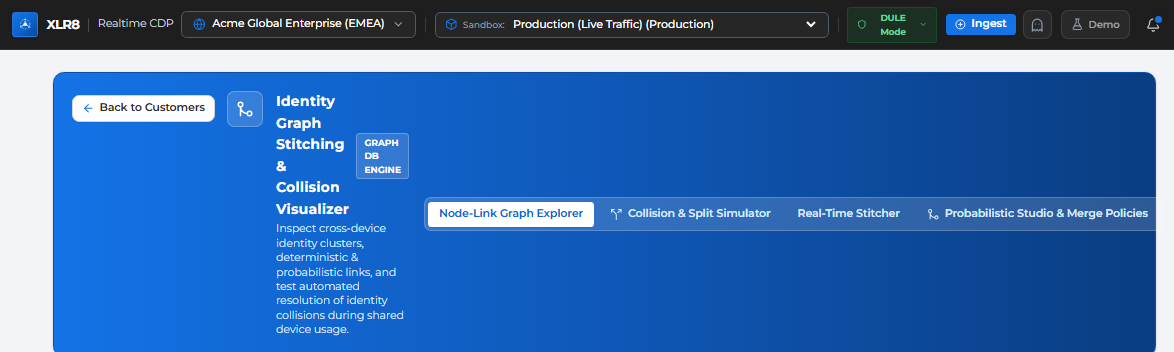 XLR8
Realtime CDP
Acme Global Enterprise (EMEA)
Sandbox: Production (Live Traffic) (Production)
DULE
Mode
Ingest
Demo
Back to Customers
Identity
Graph
Stitching
&
Collision
Visualizer
GRAPH
DB
ENGINE
Inspect cross-device
identity clusters,
deterministic &
probabilistic links, and
test automated
resolution of identity
collisions during shared
device usage.
Node-Link Graph Explorer
Collision & Split Simulator
Real-Time Stitcher
Probabilistic Studio & Merge Policies